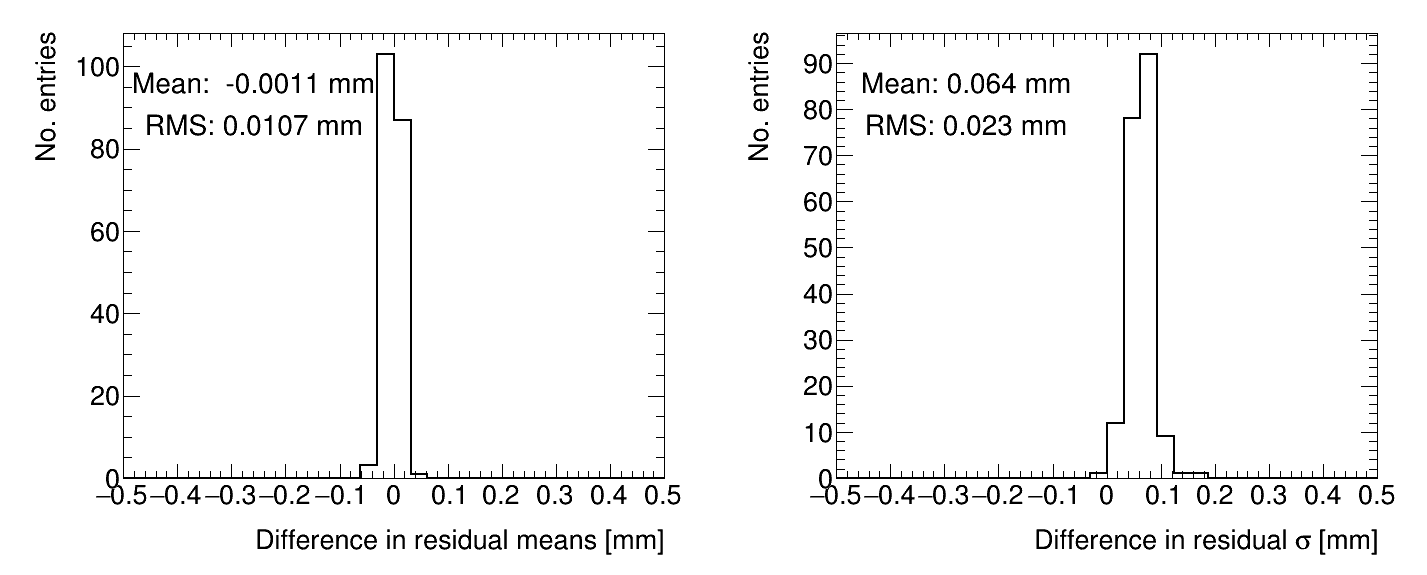 No. entries
100
80
60
40
20
0
Mean: -0.0011 mm
RMS: 0.0107 mm
−0.5 −0.4 −0.3 −0.2 −0.1 0 0.1 0.2 0.3 0.4 0.5
Difference in residual means [mm]
No. entries
90
80
70
60
50
40
30
20
10
0
Mean: 0.064 mm
RMS: 0.023 mm
−0.5 −0.4 −0.3 −0.2 −0.1 0 0.1 0.2 0.3 0.4 0.5
Difference in residual σ [mm]